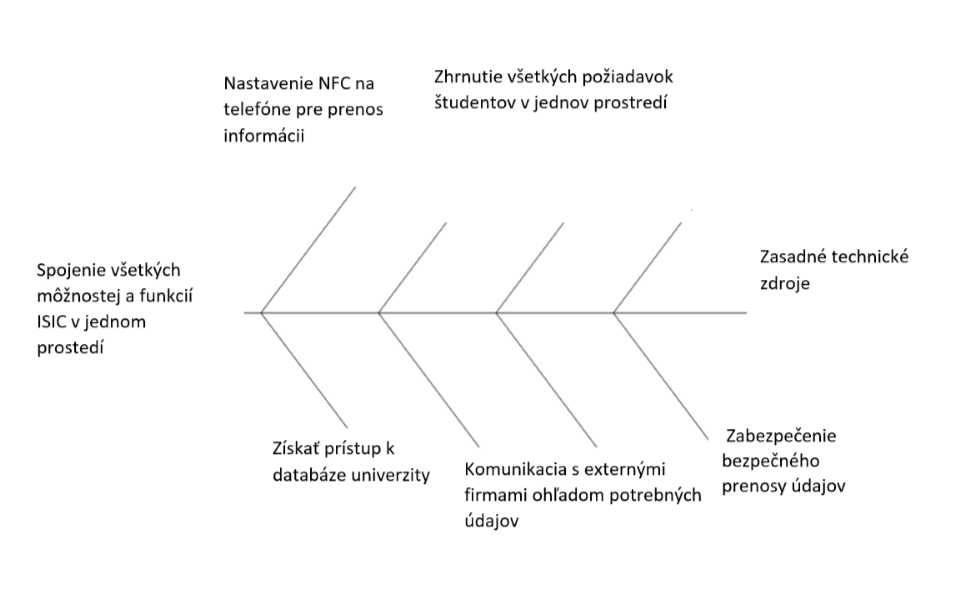 Nastavenie NFC na
telefóne pre prenos
informácii
Zhrnutie všetkých požiadavok
študentov v jednov prostredí
Spojenie všetkých
môžnostej a funkcií
ISIC v jednom
prostedí
Zasadné technické
zdroje
Získať prístup k
databáze univerzity
Komunikacia s externými
firmami ohľadom potrebných
údajov
Zabezpečenie
bezpečného
prenosy údajov